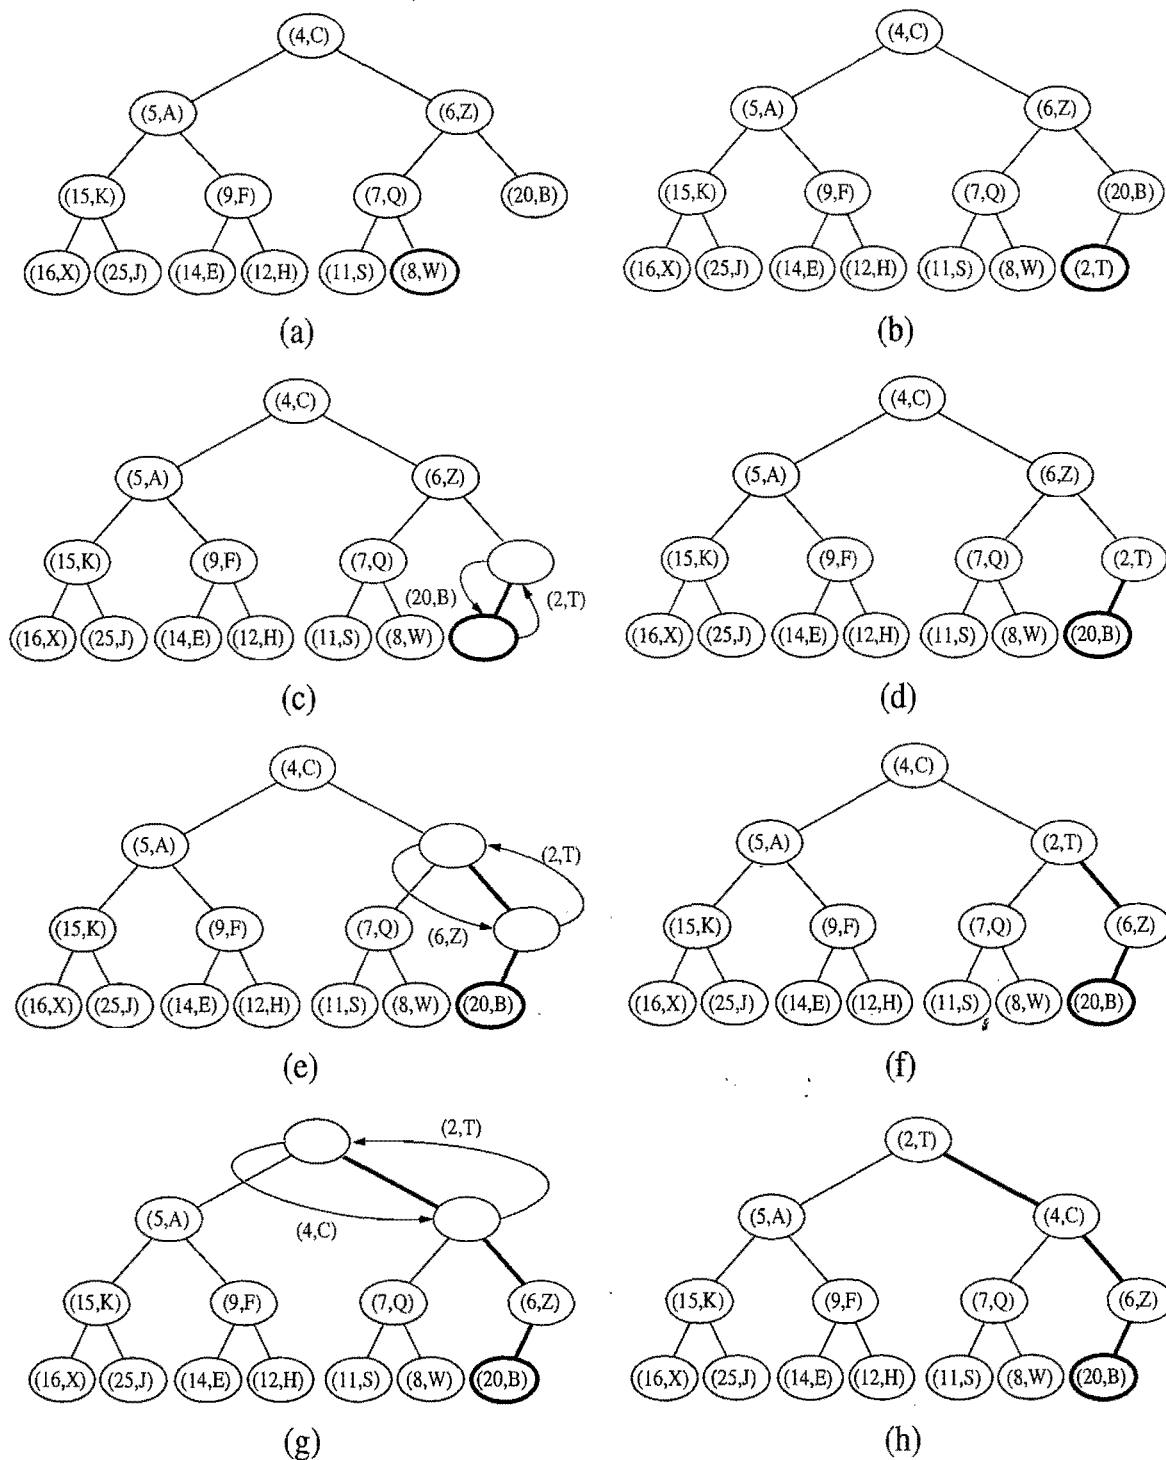 (4,C)
(5,A) (6,Z)
(15,K) (9,F) (7,Q) (20,B)
(16,X) (25,J) (14,E) (12,H) (11,S) (8,W)
(a)
(4,C)
(5,A) (6,Z)
(15,K) (9,F) (7,Q) (20,B)
(16,X) (25,J) (14,E) (12,H) (11,S) (8,W) (2,T)
(b)
(4,C)
(5,A) (6,Z)
(15,K) (9,F) (7,Q)
(20,B) (2,T)
(16,X) (25,J) (14,E) (12,H) (11,S) (8,W)
(c)
(4,C)
(5,A) (6,Z)
(15,K) (9,F) (7,Q) (2,T)
(16,X) (25,J) (14,E) (12,H) (11,S) (8,W) (20,B)
(d)
(4,C)
(5,A) (2,T)
(15,K) (9,F) (7,Q) (6,Z)
(16,X) (25,J) (14,E) (12,H) (11,S) (8,W) (20,B)
(e)
(4,C)
(5,A) (2,T)
(15,K) (9,F) (7,Q) (6,Z)
(16,X) (25,J) (14,E) (12,H) (11,S) (8,W) (20,B)
(f)
(2,T)
(5,A) (4,C)
(15,K) (9,F) (7,Q) (6,Z)
(16,X) (25,J) (14,E) (12,H) (11,S) (8,W) (20,B)
(g)
(2,T)
(5,A) (4,C)
(15,K) (9,F) (7,Q) (6,Z)
(16,X) (25,J) (14,E) (12,H) (11,S) (8,W) (20,B)
(h)